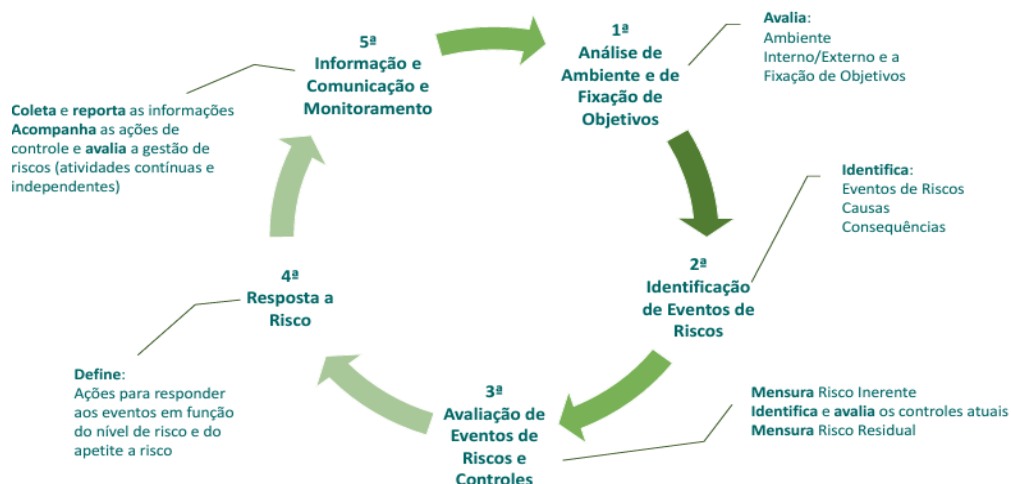 1ª
Análise de
Ambiente e de
Fixação de
Objetivos
Avalia:
Ambiente
Interno/Externo e a
Fixação de Objetivos
2ª
Identificação
de Eventos de
Riscos
Identifica:
Eventos de Riscos
Causas
Consequências
3ª
Avaliação de
Eventos de
Riscos e
Controles
Mensura Risco Inerente
Identifica e avalia os controles atuais
Mensura Risco Residual
4ª
Resposta a
Risco
Define:
Ações para responder
aos eventos em função
do nível de risco e do
apetite a risco
5ª
Informação e
Comunicação e
Monitoramento
Coleta e reporta as informações
Acompanha as ações de
controle e avalia a gestão de
riscos (atividades contínuas e
independentes)